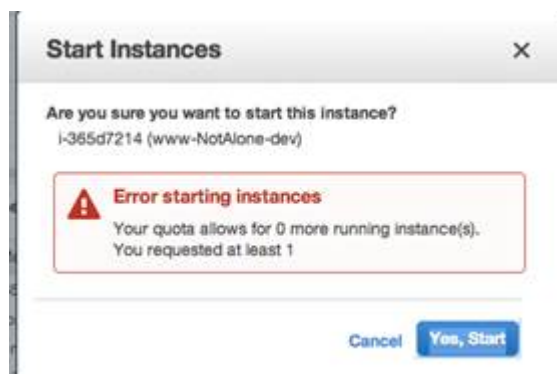 Start Instances ×
Are you sure you want to start this instance?
i-365d7214 (www-NotAlone-dev)
Error starting instances
Your quota allows for 0 more running instance(s).
You requested at least 1
Cancel Yes, Start